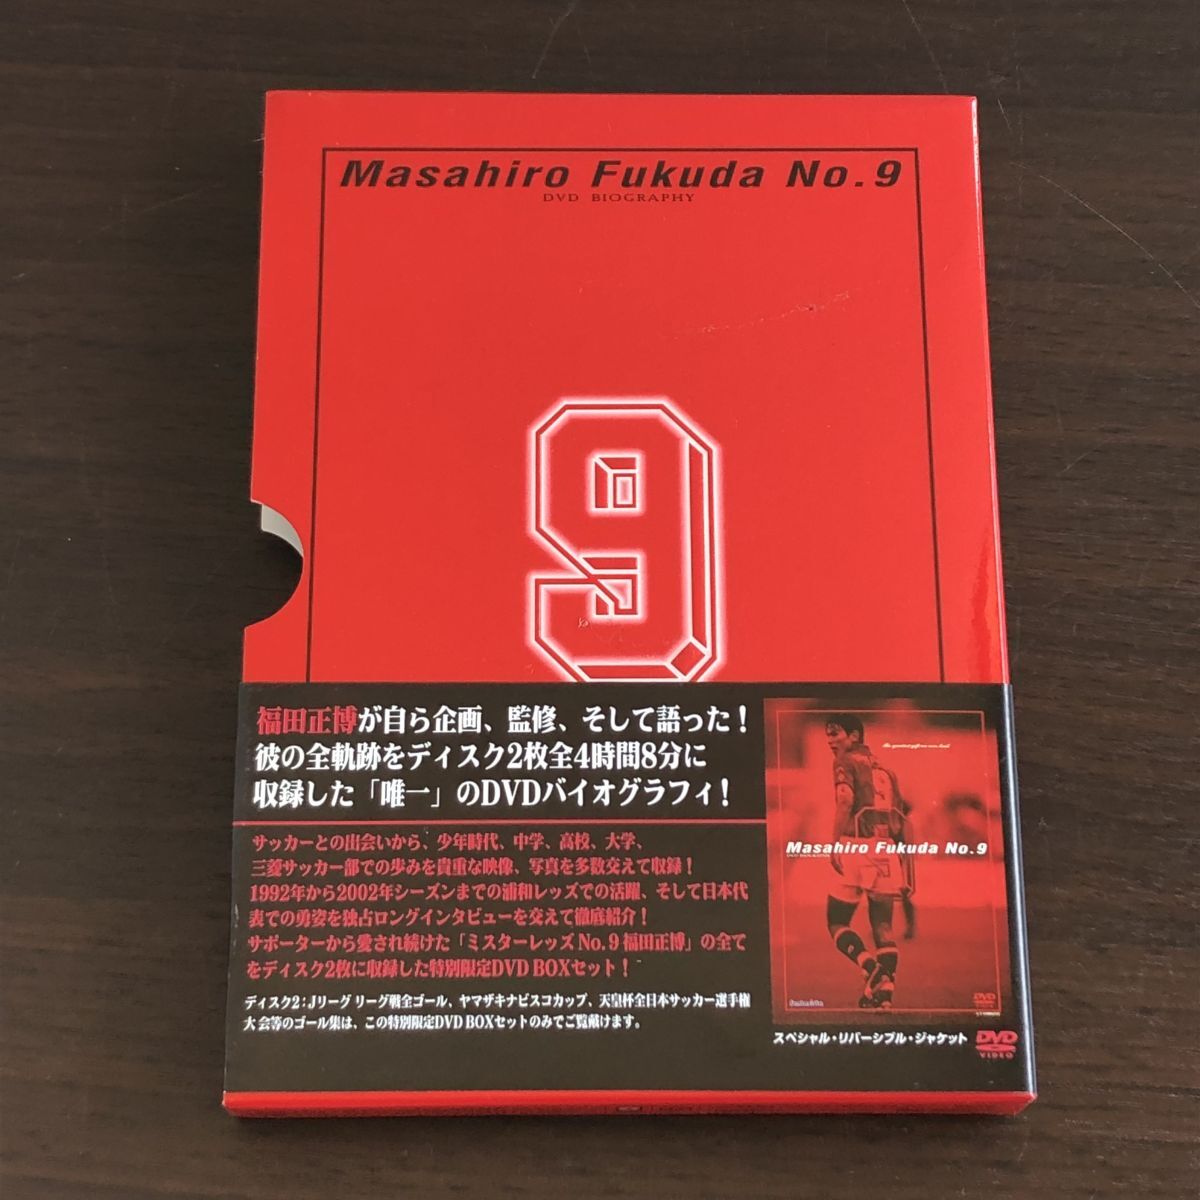 Masahiro Fukuda No.9
DVD BIOGRAPHY
9
福田正博が自ら企画、監修、そして語った！
彼の全軌跡をディスク2枚全4時間8分に
収録した「唯一」のDVDバイオグラフィ！
サッカーとの出会いから、少年時代、中学、高校、大学、
三菱サッカー部での歩みを貴重な映像、写真を多数交えて収録！
1992年から2002年シーズンまでの浦和レッズでの活躍、そして日本代
表での勇姿を独占ロングインタビューを交えて徹底紹介！
サポーターから愛され続けた「ミスターレッズ No.9 福田正博」の全て
をディスク2枚に収録した特別限定DVD BOXセット！
ディスク2：Jリーグ リーグ戦全ゴール、ヤマザキナビスコカップ、天皇杯全日本サッカー選手権
大会等のゴール集は、この特別限定DVD BOXセットのみでご覧戴けます。
Masahiro Fukuda No.9
DVD BIOGRAPHY
DVD
スペシャル・リバーシブル・ジャケット
DVD
VIDEO